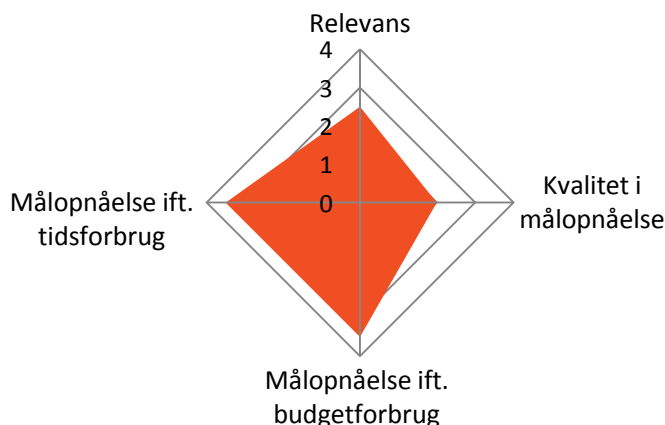 Relevans
4
3
2
1
0
Kvalitet i
målopnåelse
Målopnåelse ift.
tidsforbrug
Målopnåelse ift.
budgetforbrug